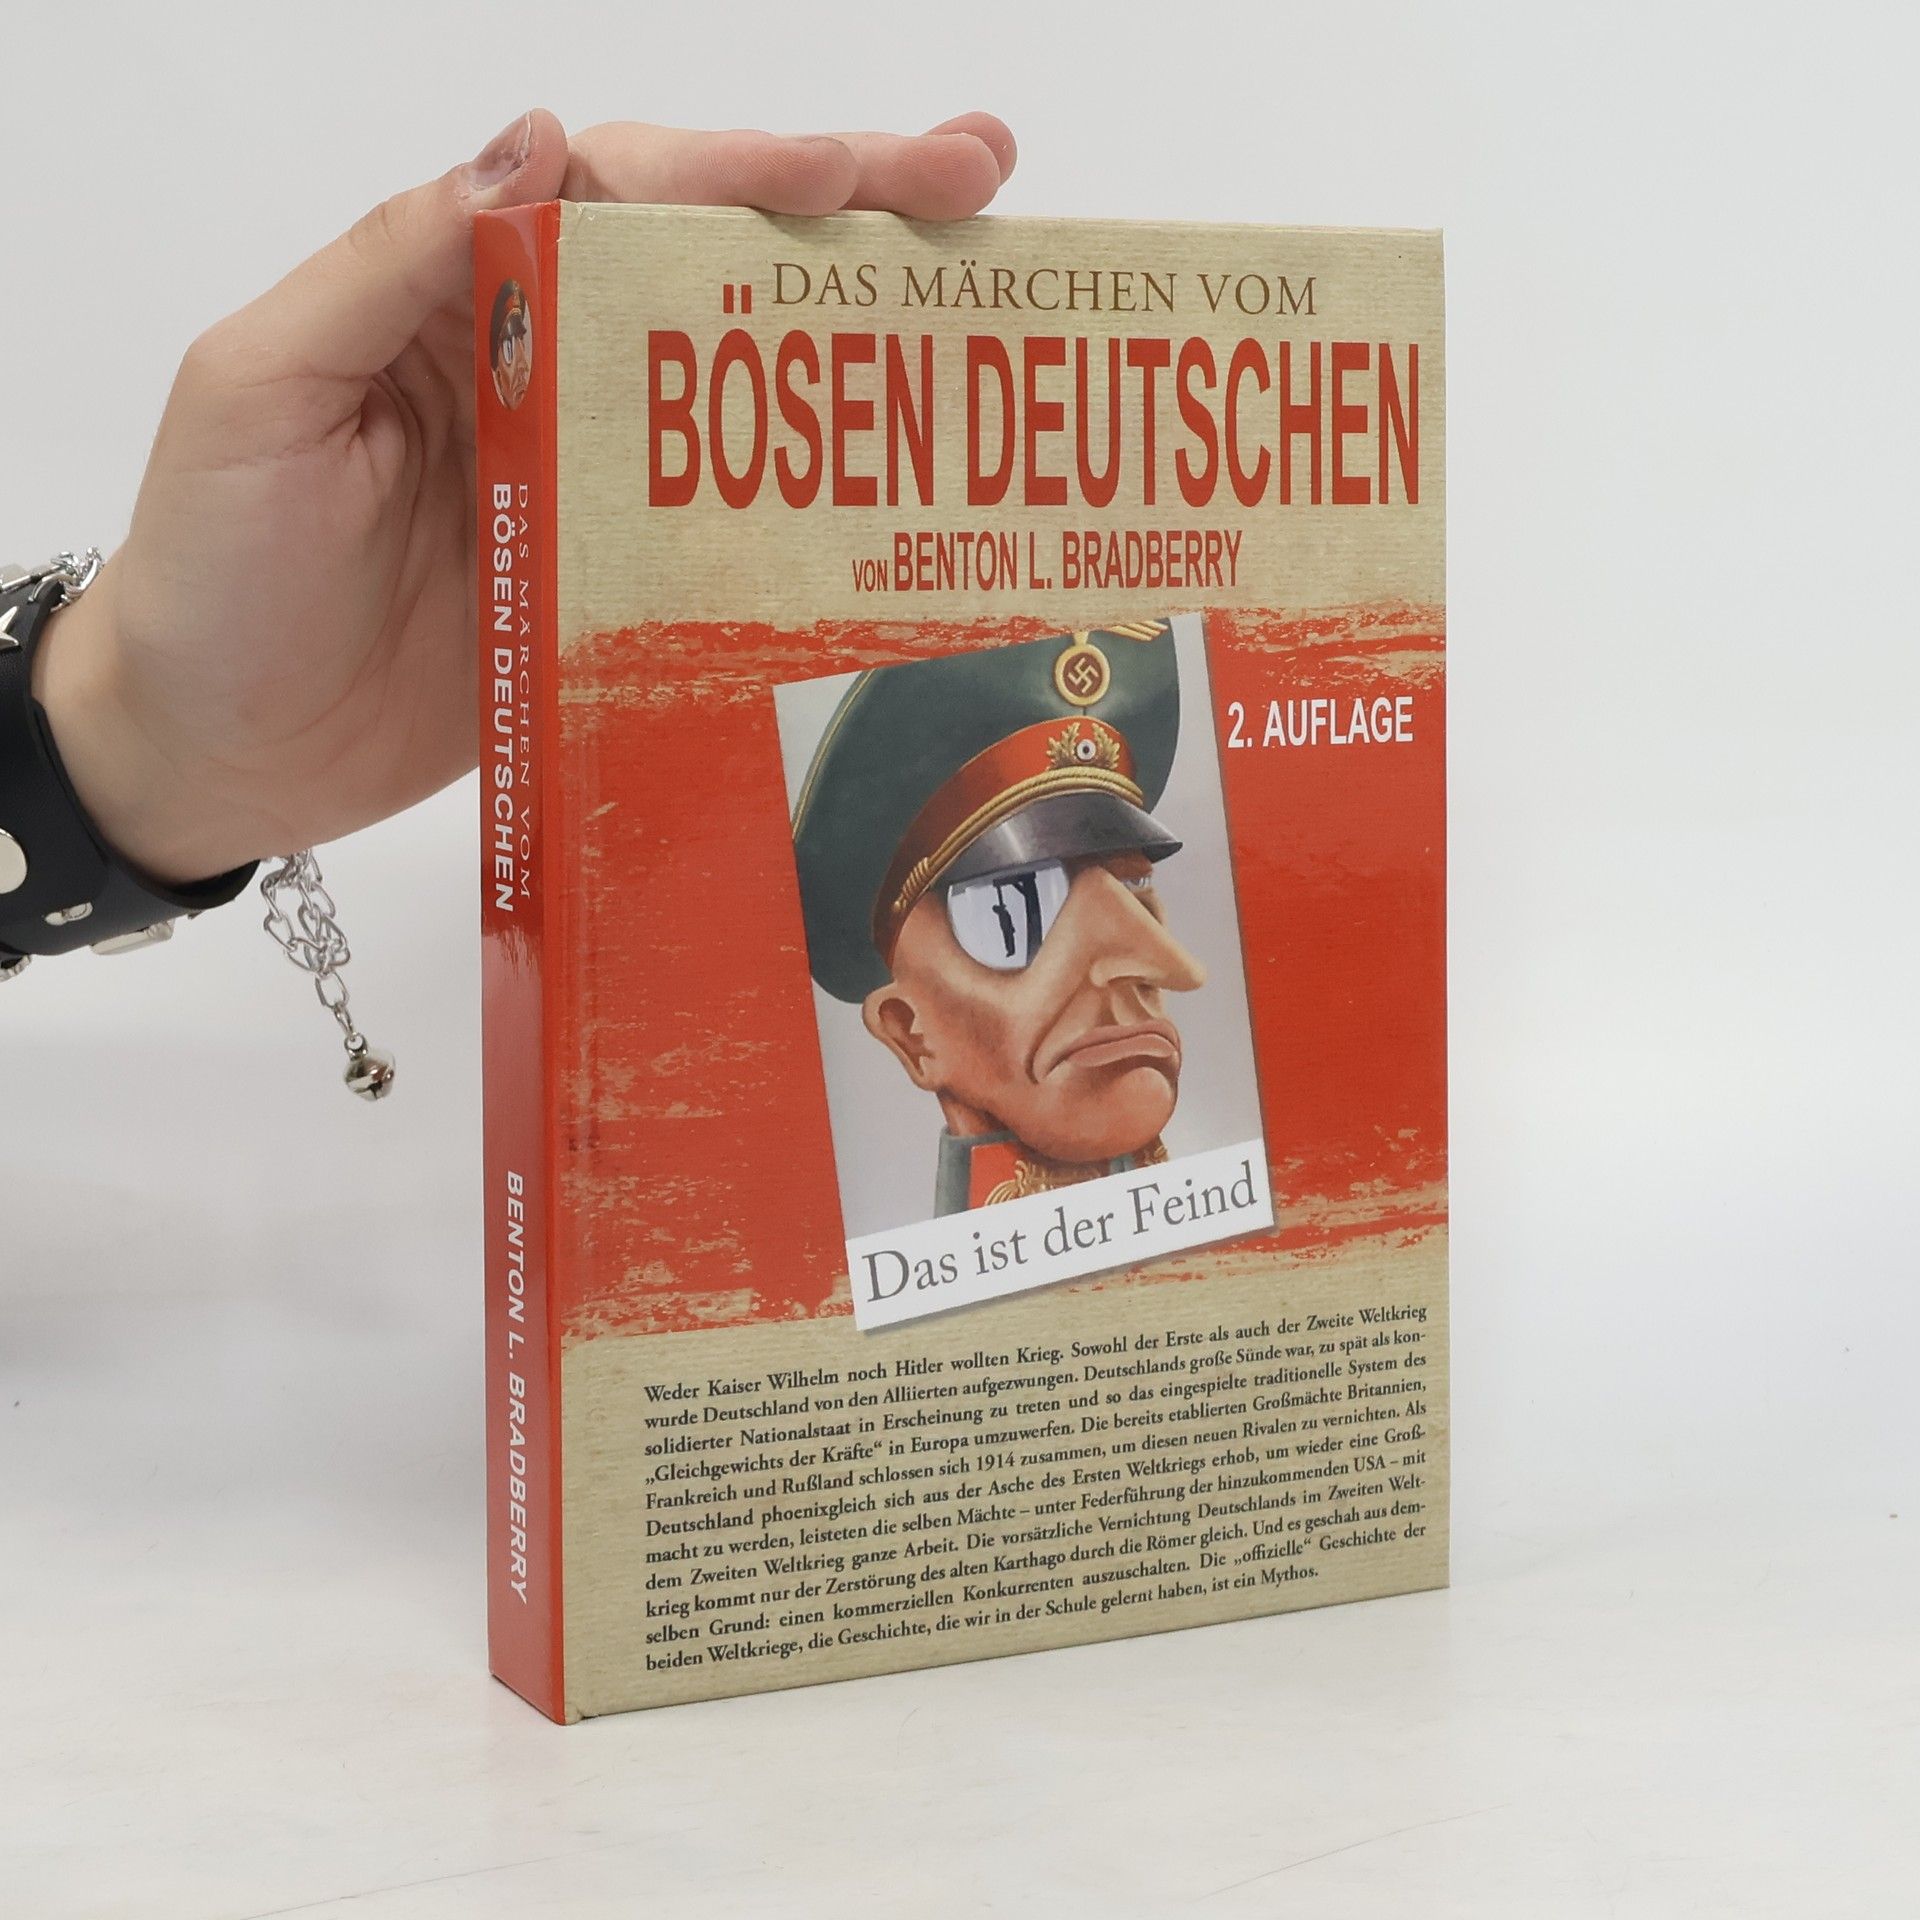 DAS MÄRCHEN VOM
BÖSEN DEUTSCHEN
BENTON L. BRADBERRY
DAS MÄRCHEN VOM
BÖSEN DEUTSCHEN
VON BENTON L. BRADBERRY
2. AUFLAGE
Das ist der Feind
Weder Kaiser Wilhelm noch Hitler wollten Krieg. Sowohl der Erste als auch der Zweite Weltkrieg
wurde Deutschland von den Alliierten aufgezwungen. Deutschlands große Sünde war, zu spät als kon-
solidierter Nationalstaat in Erscheinung zu treten und so das eingespielte traditionelle System des
„Gleichgewichts der Kräfte“ in Europa umzuwerfen. Die bereits etablierten Großmächte Britannien,
Frankreich und Rußland schlossen sich 1914 zusammen, um diesen neuen Rivalen zu vernichten. Als
Deutschland phoenixgleich sich aus der Asche des Ersten Weltkriegs erhob, um wieder eine Groß-
macht zu werden, leisteten die selben Mächte – unter Federführung der hinzukommenden USA – mit
dem Zweiten Weltkrieg ganze Arbeit. Die vorsätzliche Vernichtung Deutschlands im Zweiten Welt-
krieg kommt nur der Zerstörung des alten Karthago durch die Römer gleich. Und es geschah aus dem-
selben Grund: einen kommerziellen Konkurrenten auszuschalten. Die „offizielle“ Geschichte der
beiden Weltkriege, die Geschichte, die wir in der Schule gelernt haben, ist ein Mythos.